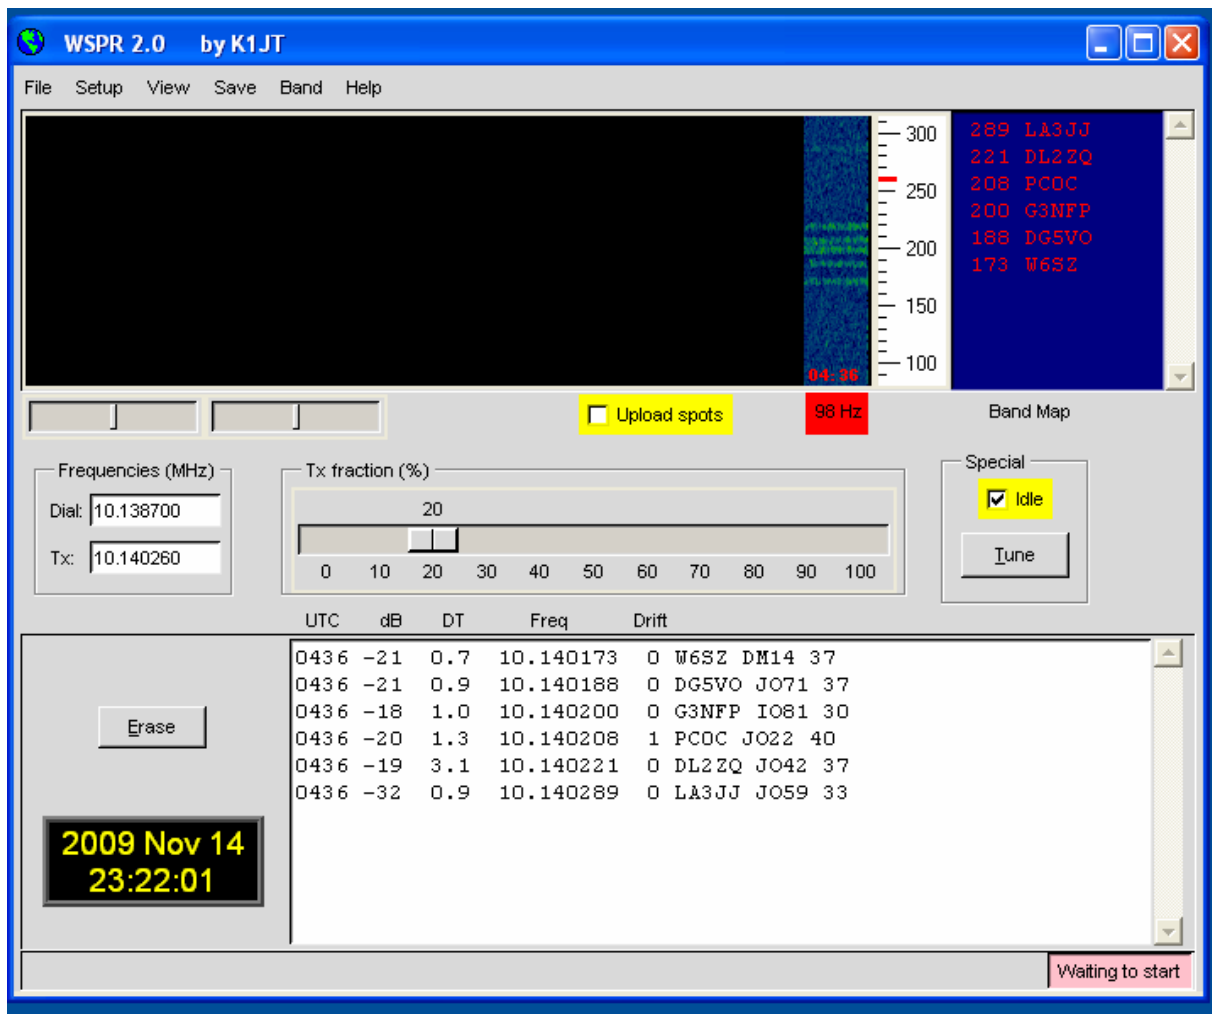 WSPR 2.0 by K1JT
File Setup View Save Band Help
300
250
200
150
100
289 LA3JJ
221 DL2ZQ
208 PC0C
200 G3NFP
188 DG5VO
173 W6SZ
04:36
Upload spots
98 Hz
Band Map
Frequencies (MHz)
Dial: 10.138700
Tx: 10.140260
Tx fraction (%)
20
0 10 20 30 40 50 60 70 80 90 100
Special
Idle
Tune
UTC dB DT Freq Drift
0436 -21 0.7 10.140173 0 W6SZ DM14 37
0436 -21 0.9 10.140188 0 DG5VO JO71 37
0436 -18 1.0 10.140200 0 G3NFP IO81 30
0436 -20 1.3 10.140208 1 PC0C JO22 40
0436 -19 3.1 10.140221 0 DL2ZQ JO42 37
0436 -32 0.9 10.140289 0 LA3JJ JO59 33
Erase
2009 Nov 14
23:22:01
Waiting to start